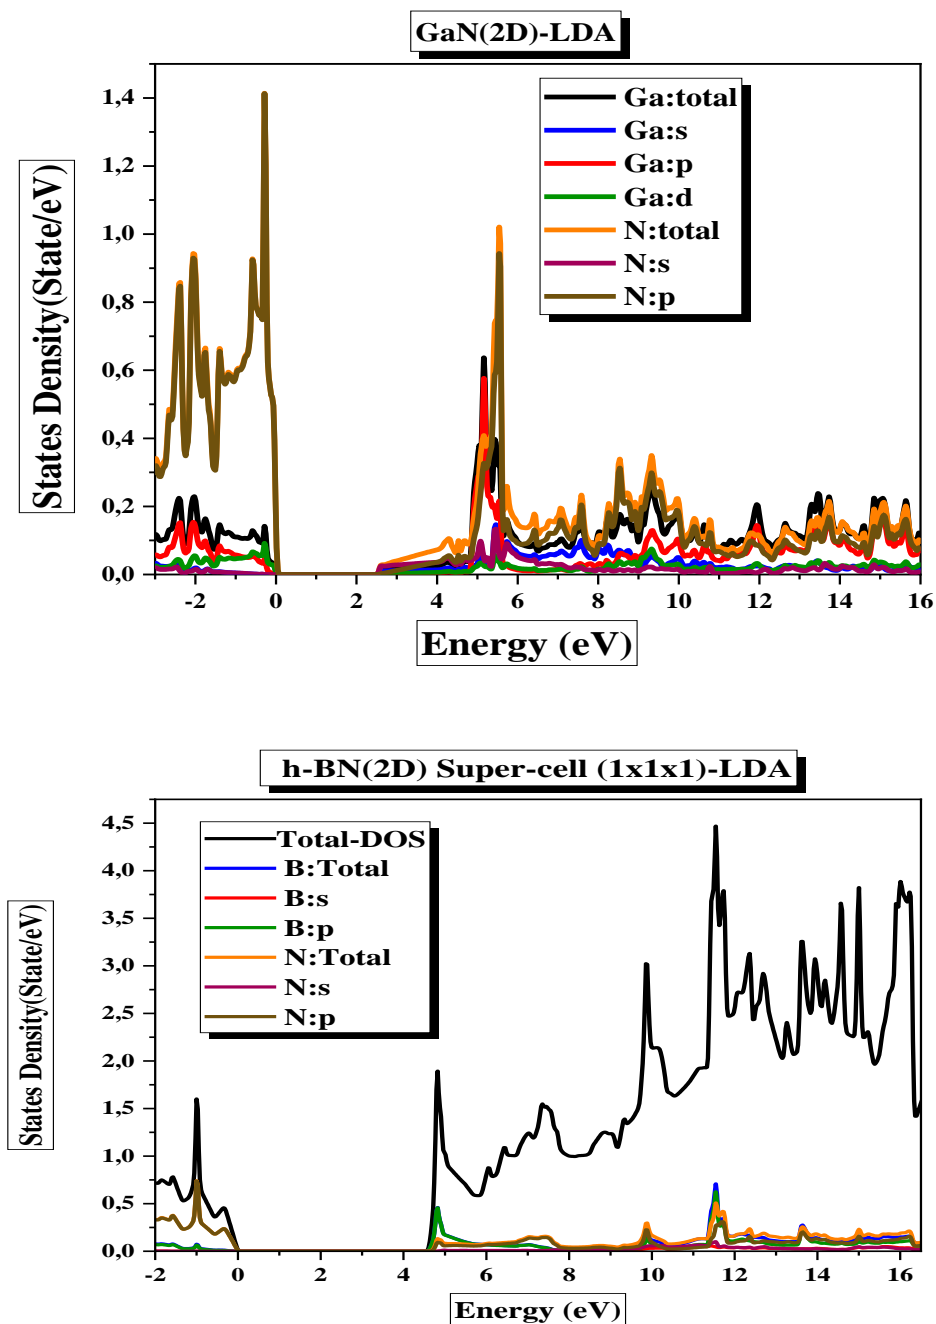 GaN(2D)-LDA
States Density(State/eV)
1,4
1,2
1,0
0,8
0,6
0,4
0,2
0,0
Ga:total
Ga:s
Ga:p
Ga:d
N:total
N:s
N:p
-2 0 2 4 6 8 10 12 14 16
Energy (eV)
h-BN(2D) Super-cell (1x1x1)-LDA
States Density(State/eV)
4,5
4,0
3,5
3,0
2,5
2,0
1,5
1,0
0,5
0,0
Total-DOS
B:Total
B:s
B:p
N:Total
N:s
N:p
-2 0 2 4 6 8 10 12 14 16
Energy (eV)